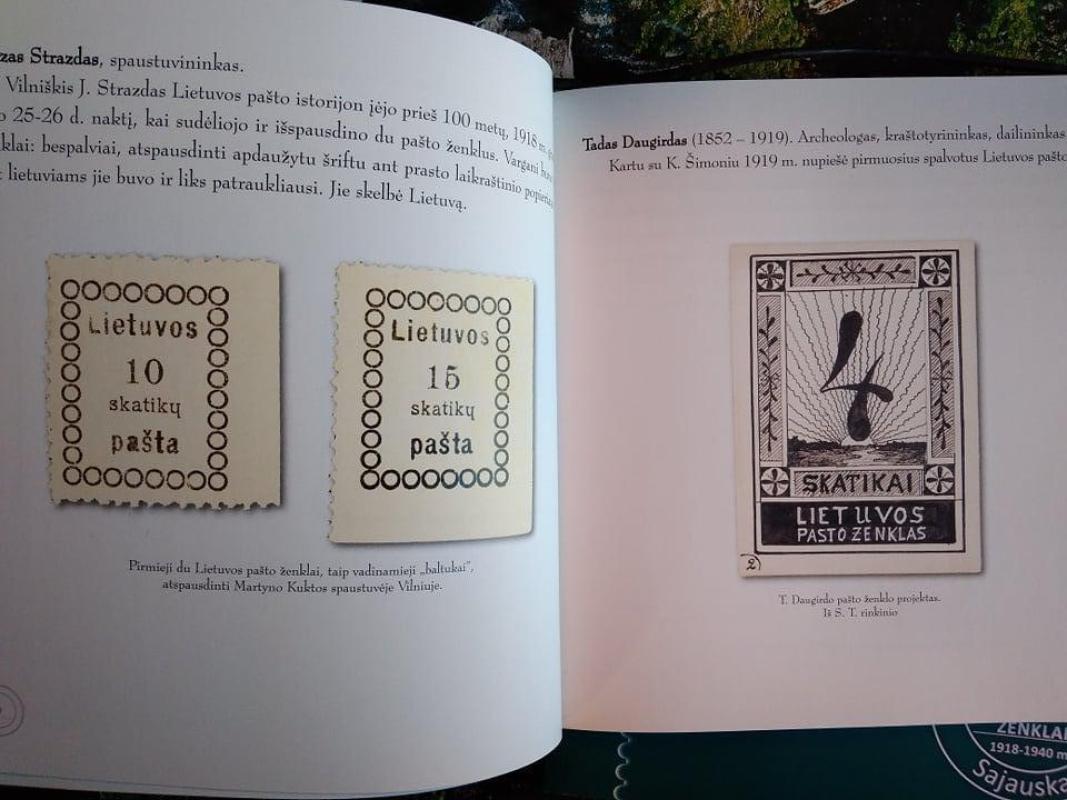 zas Strazdas, spaustuvininkas.
Vilniškis J. Strazdas Lietuvos pašto istorijon įėjo prieš 100 metų, 1918 m.
25-26 d. naktį, kai sudėliojo ir išspausdino du pašto ženklus. Vargani
klai: bespalviai, atspausdinti apdaužytu šriftu ant prasto laikraštinio
lietuviams jie buvo ir liks patraukliausi. Jie skelbė Lietuvą.
Lietuvos
10
skatikų
pašta
Lietuvos
15
skatikų
pašta
Pirmieji du Lietuvos pašto ženklai, taip vadinamieji „baltukai",
atspausdinti Martyno Kuktos spaustuvėje Vilniuje.
Tadas Daugirdas (1852 – 1919). Archeologas, kraštotyrininkas, dailininkas
Kartu su K. Šimoniu 1919 m. nupiešė pirmuosius spalvotus Lietuvos pašto
4
SKATIKAI
LIETUVOS
PASTO ZENKLAS
2
T. Daugirdo pašto ženklo projektas.
Iš S. T. rinkinio
ŽENKLAI
1918-1940 m
Sajauska